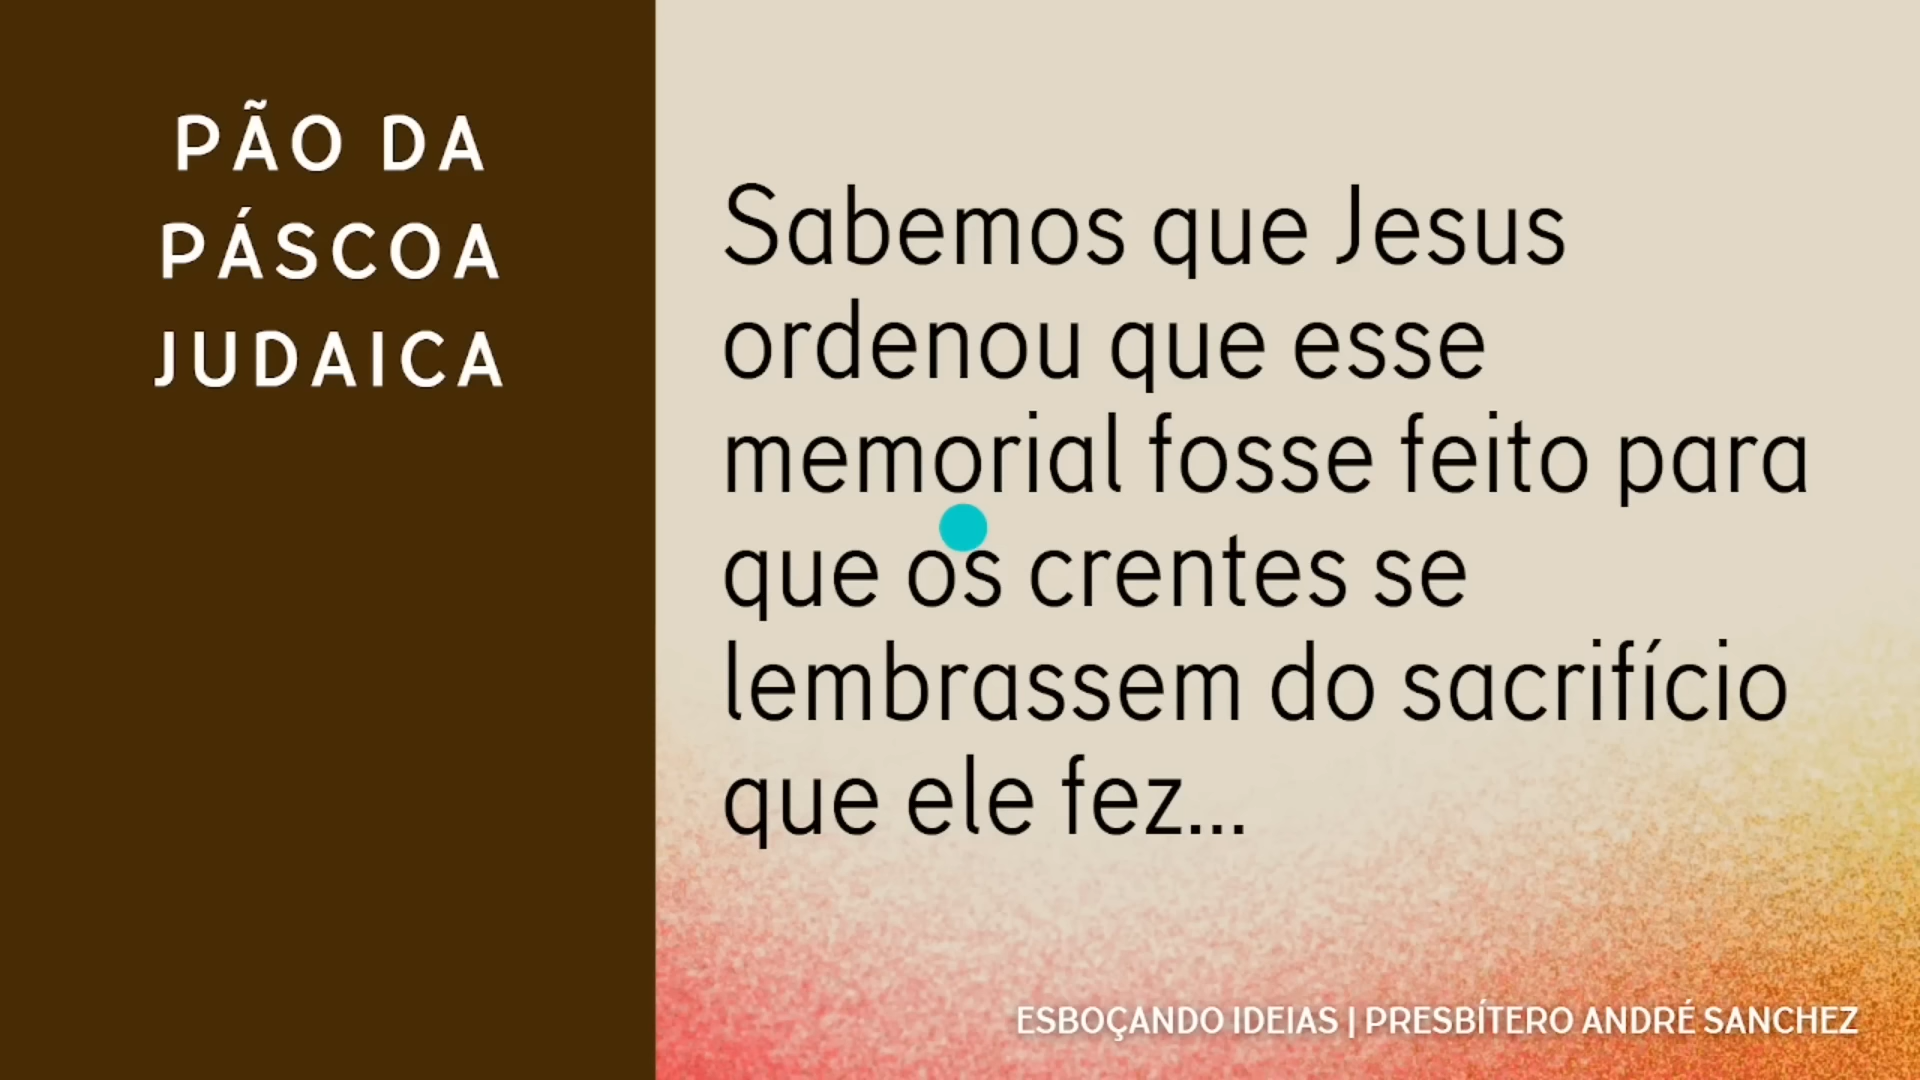 PÃO DA
PÁSCOA
JUDAICA
Sabemos que Jesus
ordenou que esse
memorial fosse feito para
que os crentes se
lembrassem do sacrifício
que ele fez...
ESBOÇANDO IDEIAS | PRESBÍTERO ANDRÉ SANCHEZ